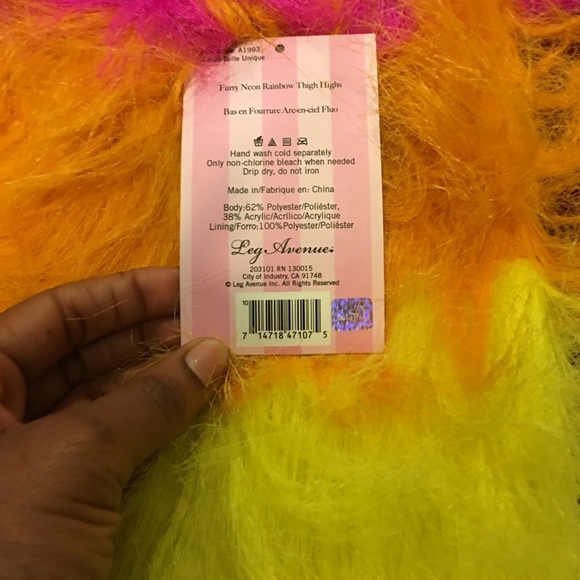 A1993
Taille Unique
Furry Neon Rainbow Thigh Highs
Bas en Fourrure Arc-en-ciel Fluo
Hand wash cold separately
Only non-chlorine bleach when needed
Drip dry, do not iron
Made in/Fabrique en: China
Body:62% Polyester/Poliéster,
38% Acrylic/Acrílico/Acrylique
Lining/Forro:100%Polyester/Poliéster
Leg Avenue
203101 RN 130015
City of Industry, CA 91748
© Leg Avenue Inc. All Rights Reserved
10
7 14718 47107 5